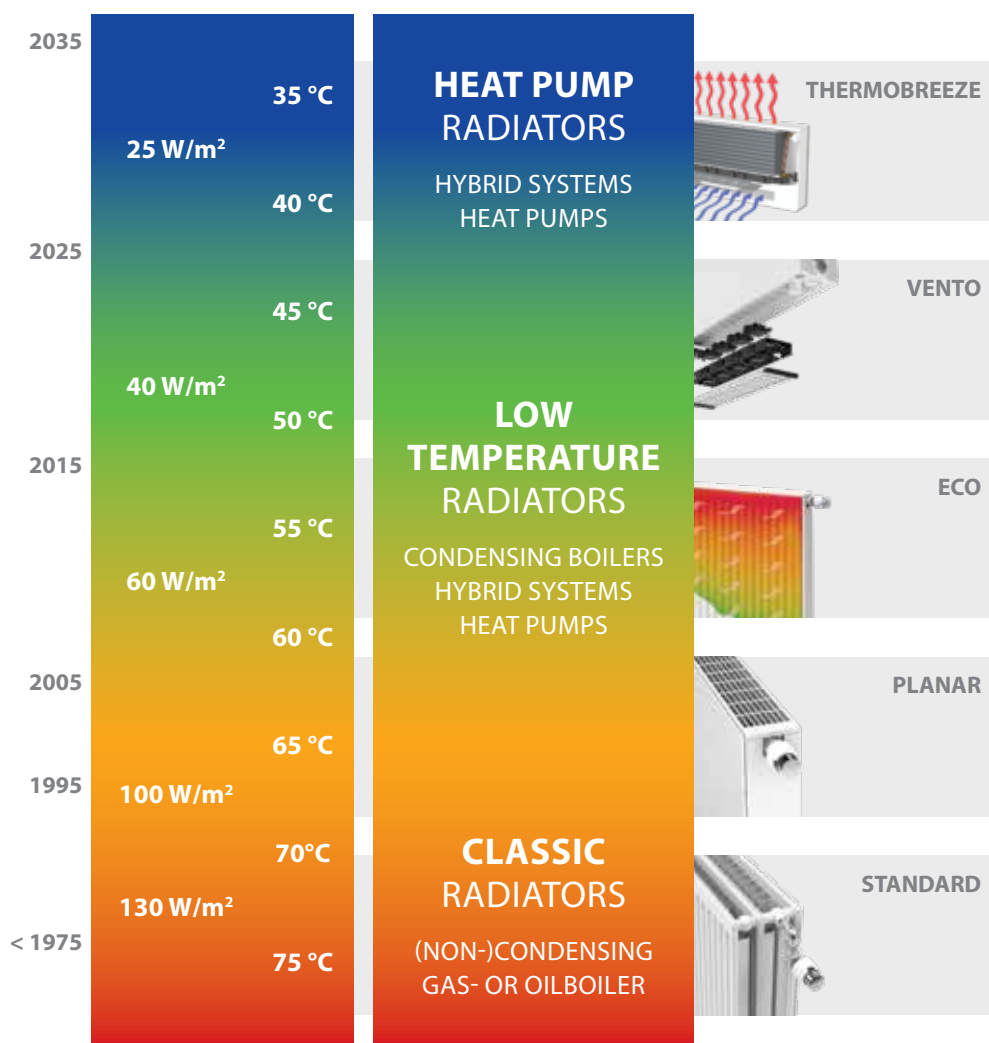 2035
35 °C
25 W/m²
40 °C
2025
45 °C
40 W/m²
50 °C
2015
55 °C
60 W/m²
60 °C
2005
65 °C
1995
100 W/m²
70°C
130 W/m²
< 1975
75 °C
HEAT PUMP
RADIATORS
HYBRID SYSTEMS
HEAT PUMPS
LOW
TEMPERATURE
RADIATORS
CONDENSING BOILERS
HYBRID SYSTEMS
HEAT PUMPS
CLASSIC
RADIATORS
(NON-)CONDENSING
GAS- OR OILBOILER
THERMOBREEZE
VENTO
ECO
PLANAR
STANDARD